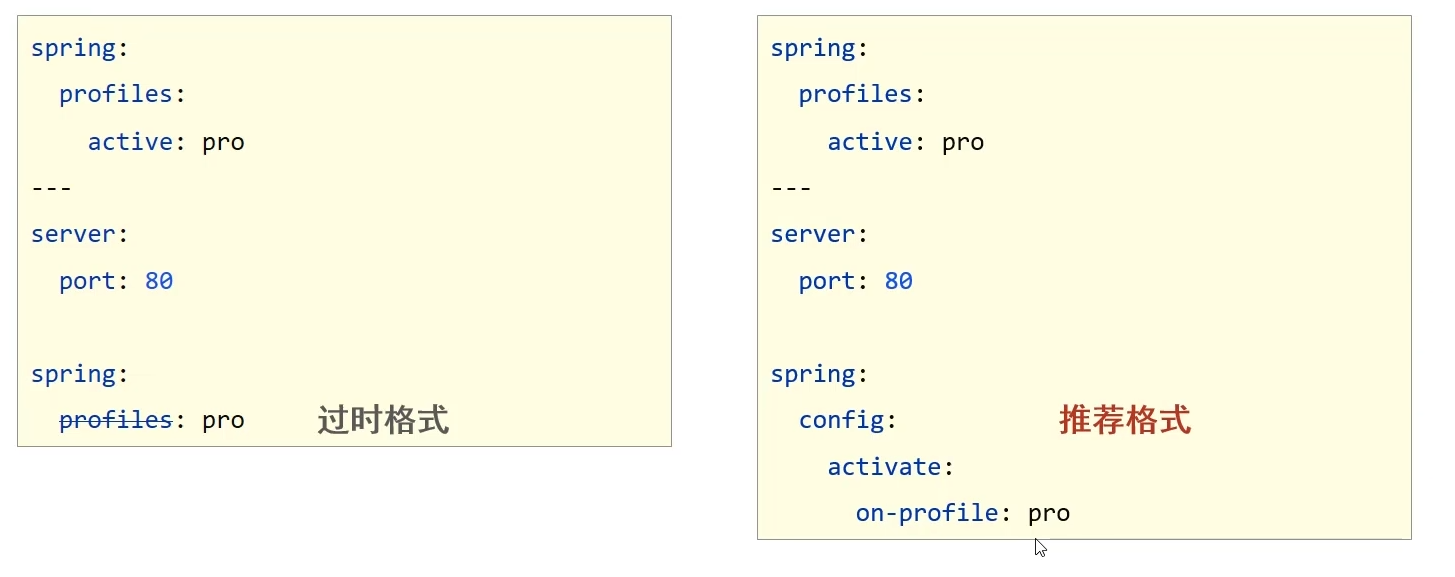 spring:
  profiles:
    active: pro
---
server:
  port: 80
spring:
  profiles: pro
过时格式
spring:
  profiles:
    active: pro
---
server:
  port: 80
spring:
  config:
推荐格式
    activate:
      on-profile: pro